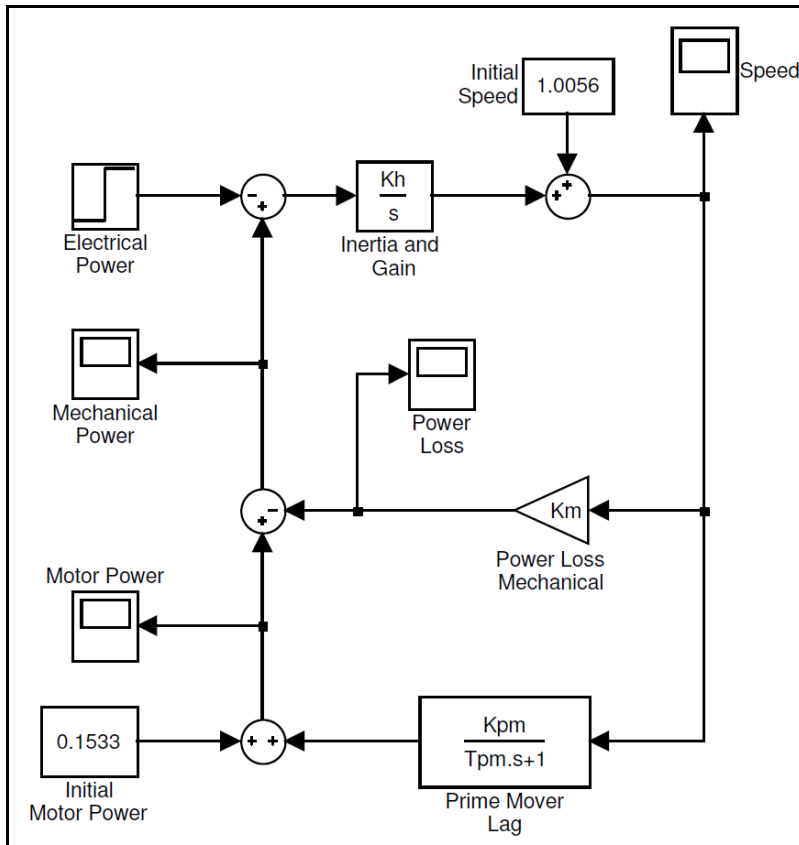 Initial
Speed
1.0056
Speed
-
+
Kh
s
+
+
Electrical
Power
Inertia and
Gain
Mechanical
Power
Power
Loss
-
+
Km
Power Loss
Mechanical
Motor Power
0.1533
+
+
Kpm
Tpm.s+1
Initial
Motor Power
Prime Mover
Lag